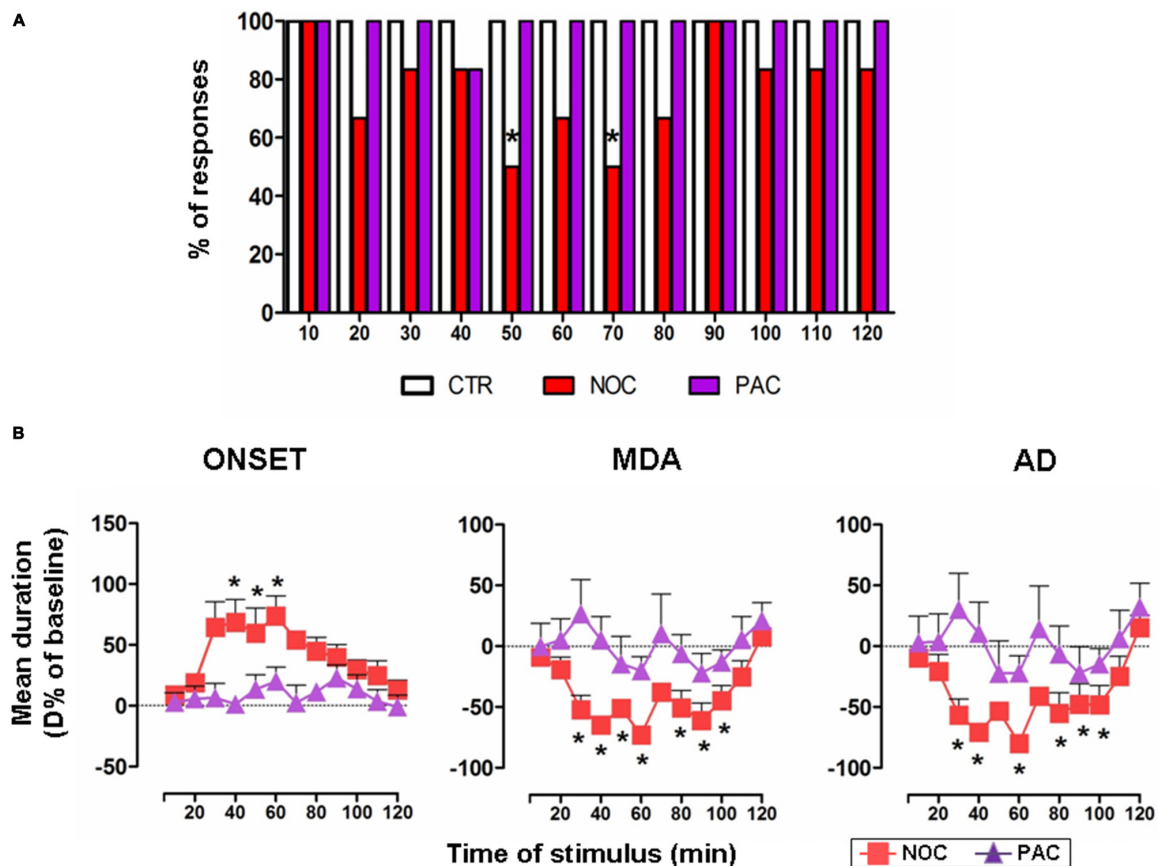 A
% of responses
100
80
60
40
20
0
* *
10 20 30 40 50 60 70 80 90 100 110 120
CTR NOC PAC
B
ONSET MDA AD
Mean duration
(D% of baseline)
150
100
50
0
-50
* * *
20 40 60 80 100 120
100
50
0
-50
-100
* * * * * * *
20 40 60 80 100 120
100
50
0
-50
-100
* * * * * *
20 40 60 80 100 120
Time of stimulus (min)
NOC PAC